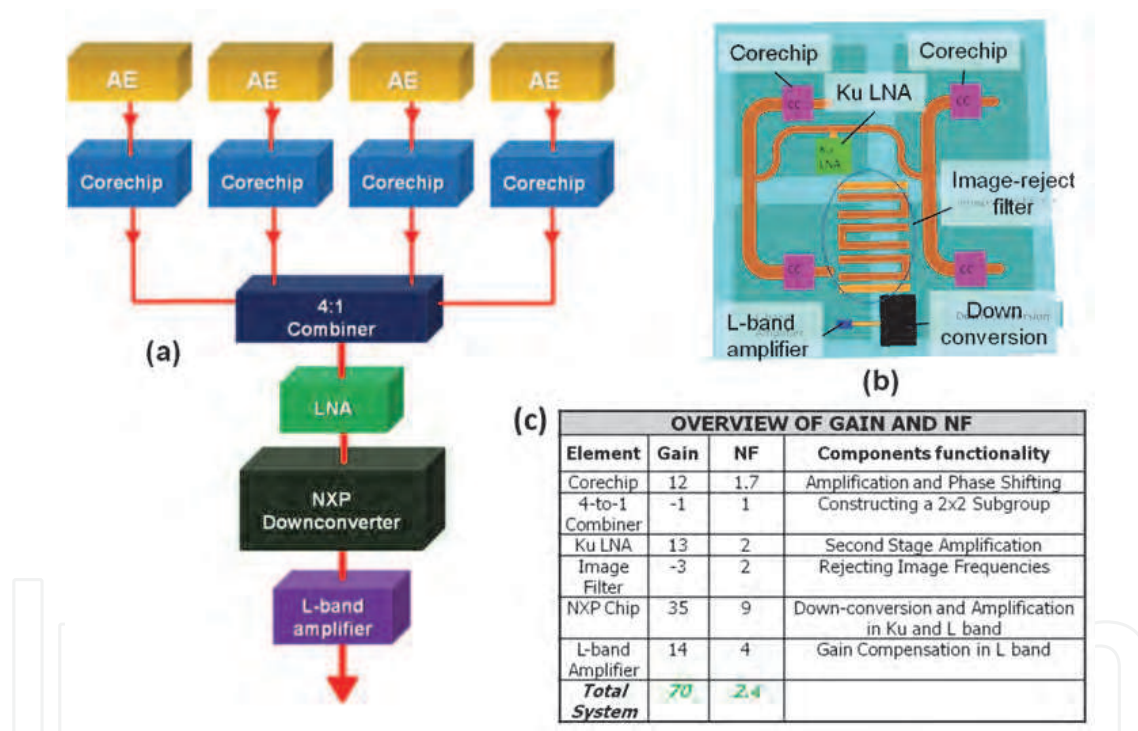 AE
AE
AE
AE
Corechip
Corechip
Corechip
Corechip
4:1
Combiner
(a)
LNA
NXP
Downconverter
L-band
amplifier
Corechip
Corechip
Ku LNA
CC
CC
Ku
LNA
Image-reject
filter
CC
CC
L-band
amplifier
Down
conversion
(b)
(c)
OVERVIEW OF GAIN AND NF
Element Gain NF Components functionality
Corechip 12 1.7 Amplification and Phase Shifting
4-to-1
Combiner -1 1 Constructing a 2x2 Subgroup
Ku LNA 13 2 Second Stage Amplification
Image
Filter -3 2 Rejecting Image Frequencies
NXP Chip 35 9 Down-conversion and Amplification
in Ku and L band
L-band
Amplifier 14 4 Gain Compensation in L band
Total
System 70 2.4